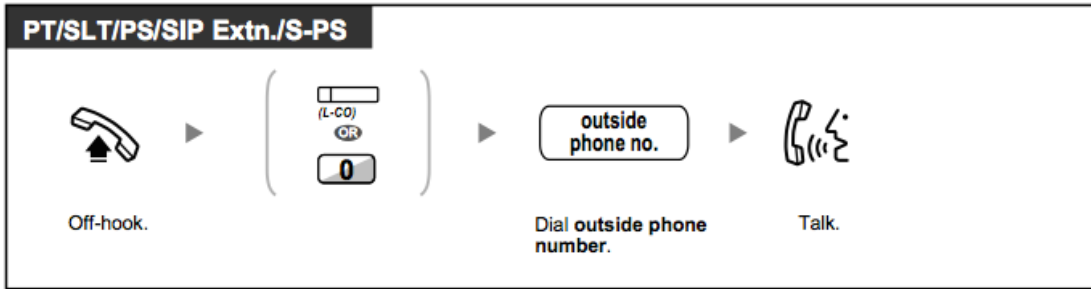 PT/SLT/PS/SIP Extn./S-PS
(L-CO)
OR
0
outside
phone no.
Off-hook.
Dial outside phone
number.
Talk.